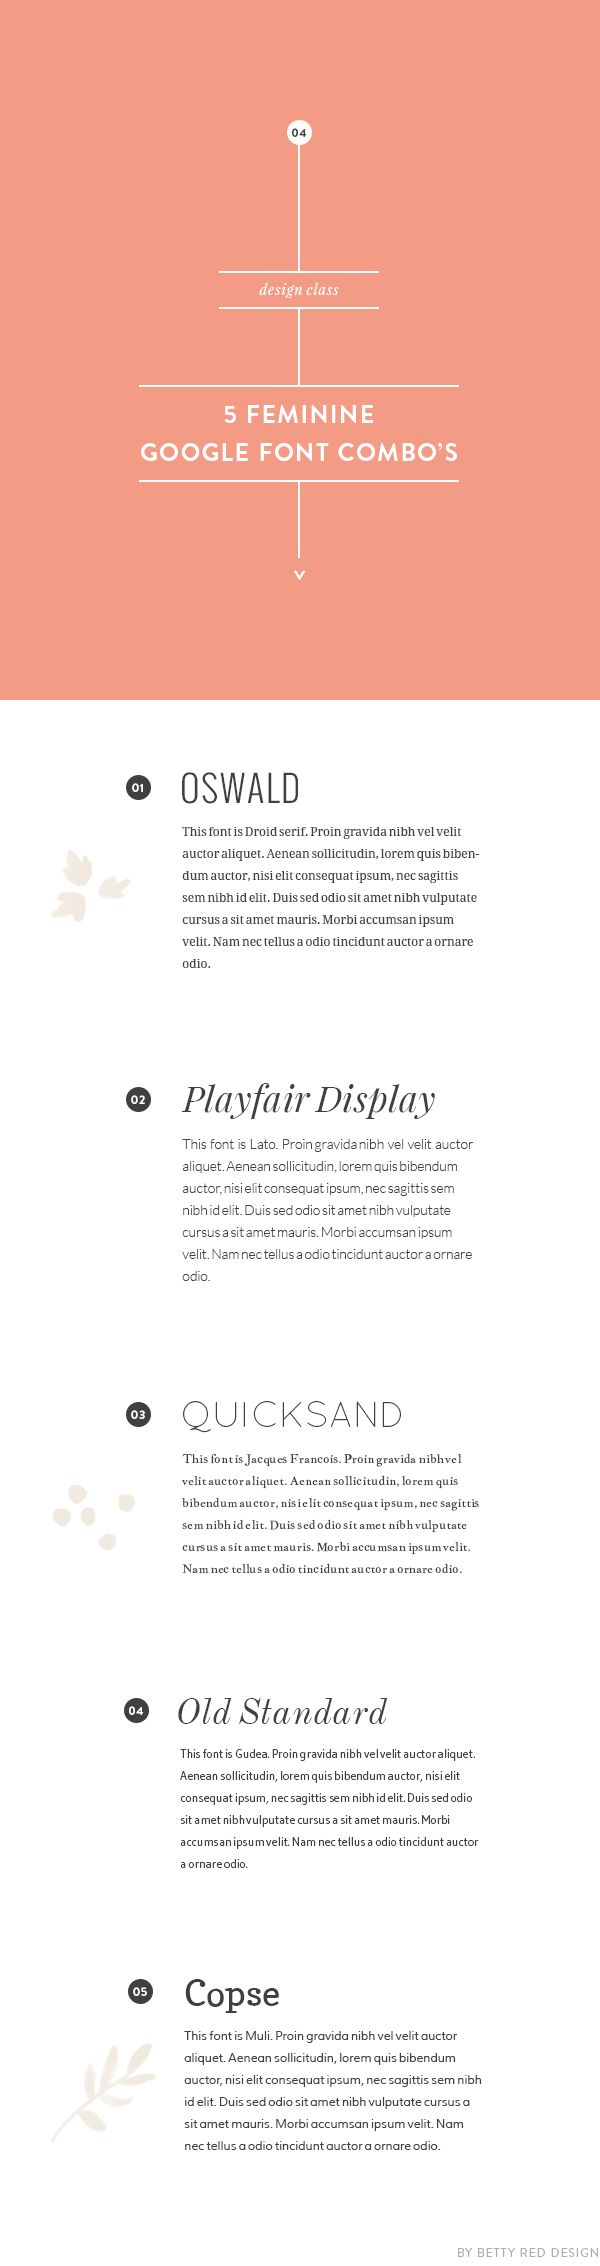 04
design class
5 FEMININE
GOOGLE FONT COMBO'S
01
OSWALD
This font is Droid serif. Proin gravida nibh vel velit
auctor aliquet. Aenean sollicitudin, lorem quis biben-
dum auctor, nisi elit consequat ipsum, nec sagittis
sem nibh id elit. Duis sed odio sit amet nibh vulputate
cursus a sit amet mauris. Morbi accumsan ipsum
velit. Nam nec tellus a odio tincidunt auctor a ornare
odio.
02
Playfair Display
This font is Lato. Proin gravida nibh vel velit auctor
aliquet. Aenean sollicitudin, lorem quis bibendum
auctor, nisi elit consequat ipsum, nec sagittis sem
nibh id elit. Duis sed odio sit amet nibh vulputate
cursus a sit amet mauris. Morbi accumsan ipsum
velit. Nam nec tellus a odio tincidunt auctor a ornare
odio.
03
QUICKSAND
This font is Jacques Francois. Proin gravida nibh vel
velit auctor aliquet. Aenean sollicitudin, lorem quis
bibendum auctor, nisi elit consequat ipsum, nec sagittis
sem nibh id elit. Duis sed odio sit amet nibh vulputate
cursus a sit amet mauris. Morbi accumsan ipsum velit.
Nam nec tellus a odio tincidunt auctor a ornare odio.
04
Old Standard
This font is Gudea. Proin gravida nibh vel velit auctor aliquet.
Aenean sollicitudin, lorem quis bibendum auctor, nisi elit
consequat ipsum, nec sagittis sem nibh id elit. Duis sed odio
sit amet nibh vulputate cursus a sit amet mauris. Morbi
accumsan ipsum velit. Nam nec tellus a odio tincidunt auctor
a ornare odio.
05
Copse
This font is Muli. Proin gravida nibh vel velit auctor
aliquet. Aenean sollicitudin, lorem quis bibendum
auctor, nisi elit consequat ipsum, nec sagittis sem nibh
id elit. Duis sed odio sit amet nibh vulputate cursus a
sit amet mauris. Morbi accumsan ipsum velit. Nam
nec tellus a odio tincidunt auctor a ornare odio.
BY BETTY RED DESIGN